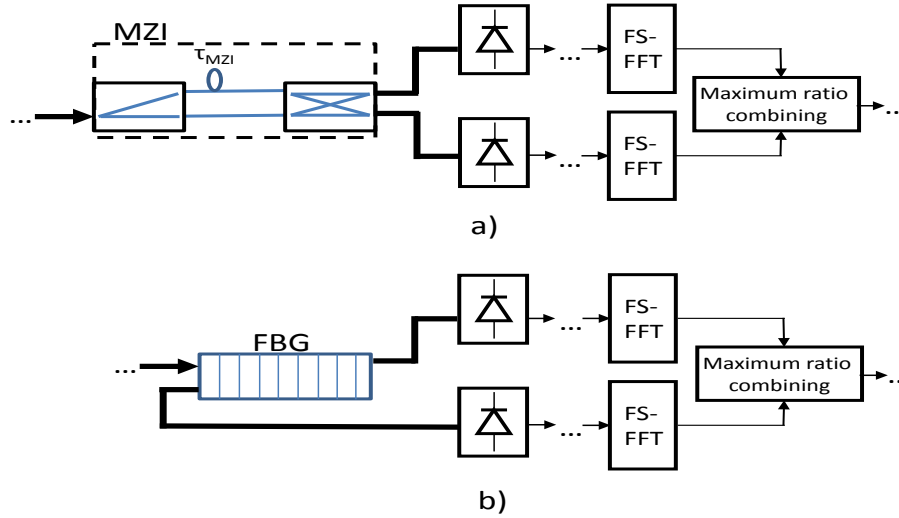 MZI
τMZI
...
...
FS-
FFT
Maximum ratio
combining
...
...
FS-
FFT
a)
FBG
...
...
FS-
FFT
Maximum ratio
combining
...
...
FS-
FFT
b)